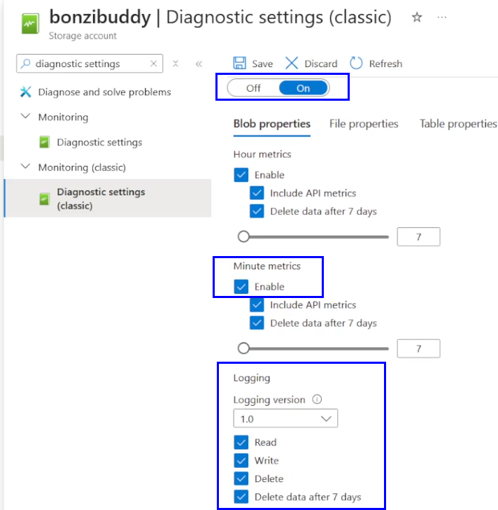 bonzibuddy | Diagnostic settings (classic)
Storage account
diagnostic settings
Diagnose and solve problems
Monitoring
Diagnostic settings
Monitoring (classic)
Diagnostic settings
(classic)
Save Discard Refresh
Off On
Blob properties File properties Table properties
Hour metrics
Enable
Include API metrics
Delete data after 7 days
7
Minute metrics
Enable
Include API metrics
Delete data after 7 days
7
Logging
Logging version
1.0
Read
Write
Delete
Delete data after 7 days